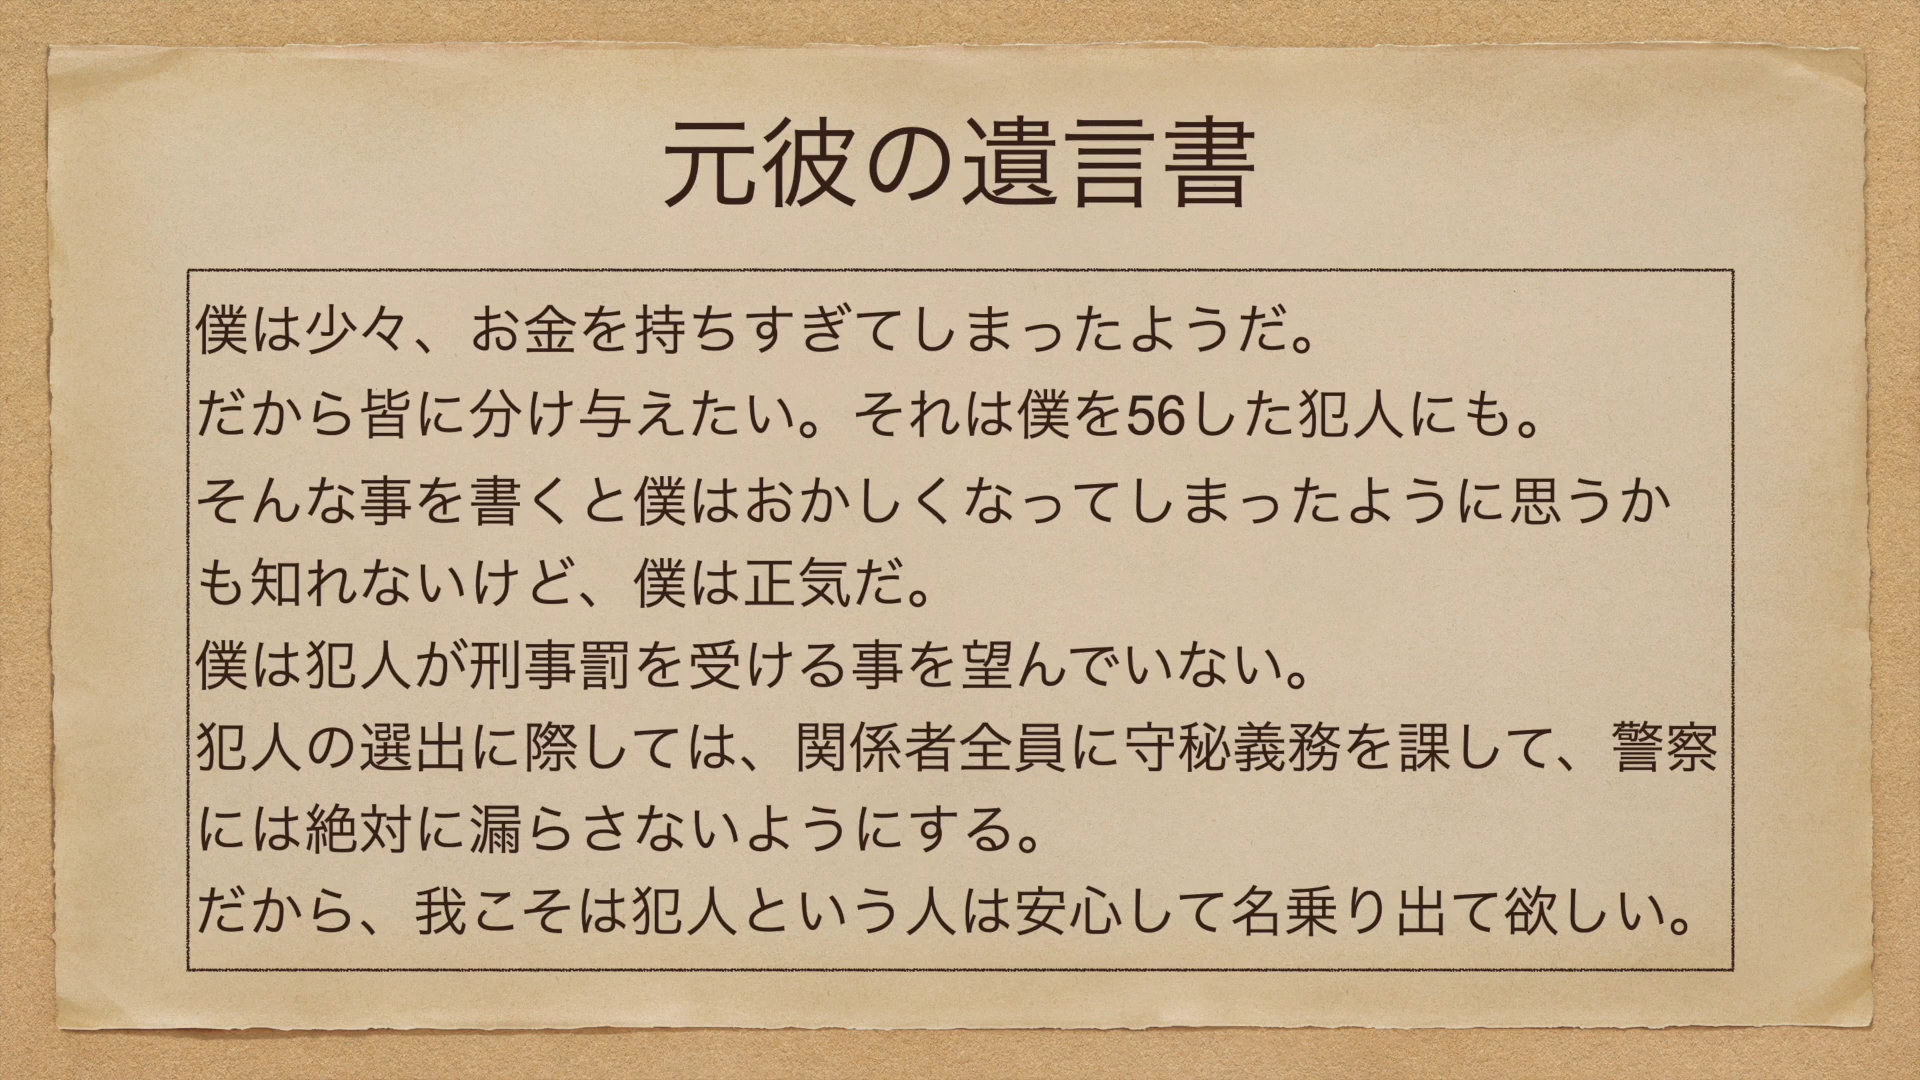 元彼の遺言書
僕は少々、お金を持ちすぎてしまったようだ。
だから皆に分け与えたい。それは僕を56した犯人にも。
そんな事を書くと僕はおかしくなってしまったように思うか
も知れないけど、僕は正気だ。
僕は犯人が刑事罰を受ける事を望んでいない。
犯人の選出に際しては、関係者全員に守秘義務を課して、警察
には絶対に漏らさないようにする。
だから、我こそは犯人という人は安心して名乗り出て欲しい。